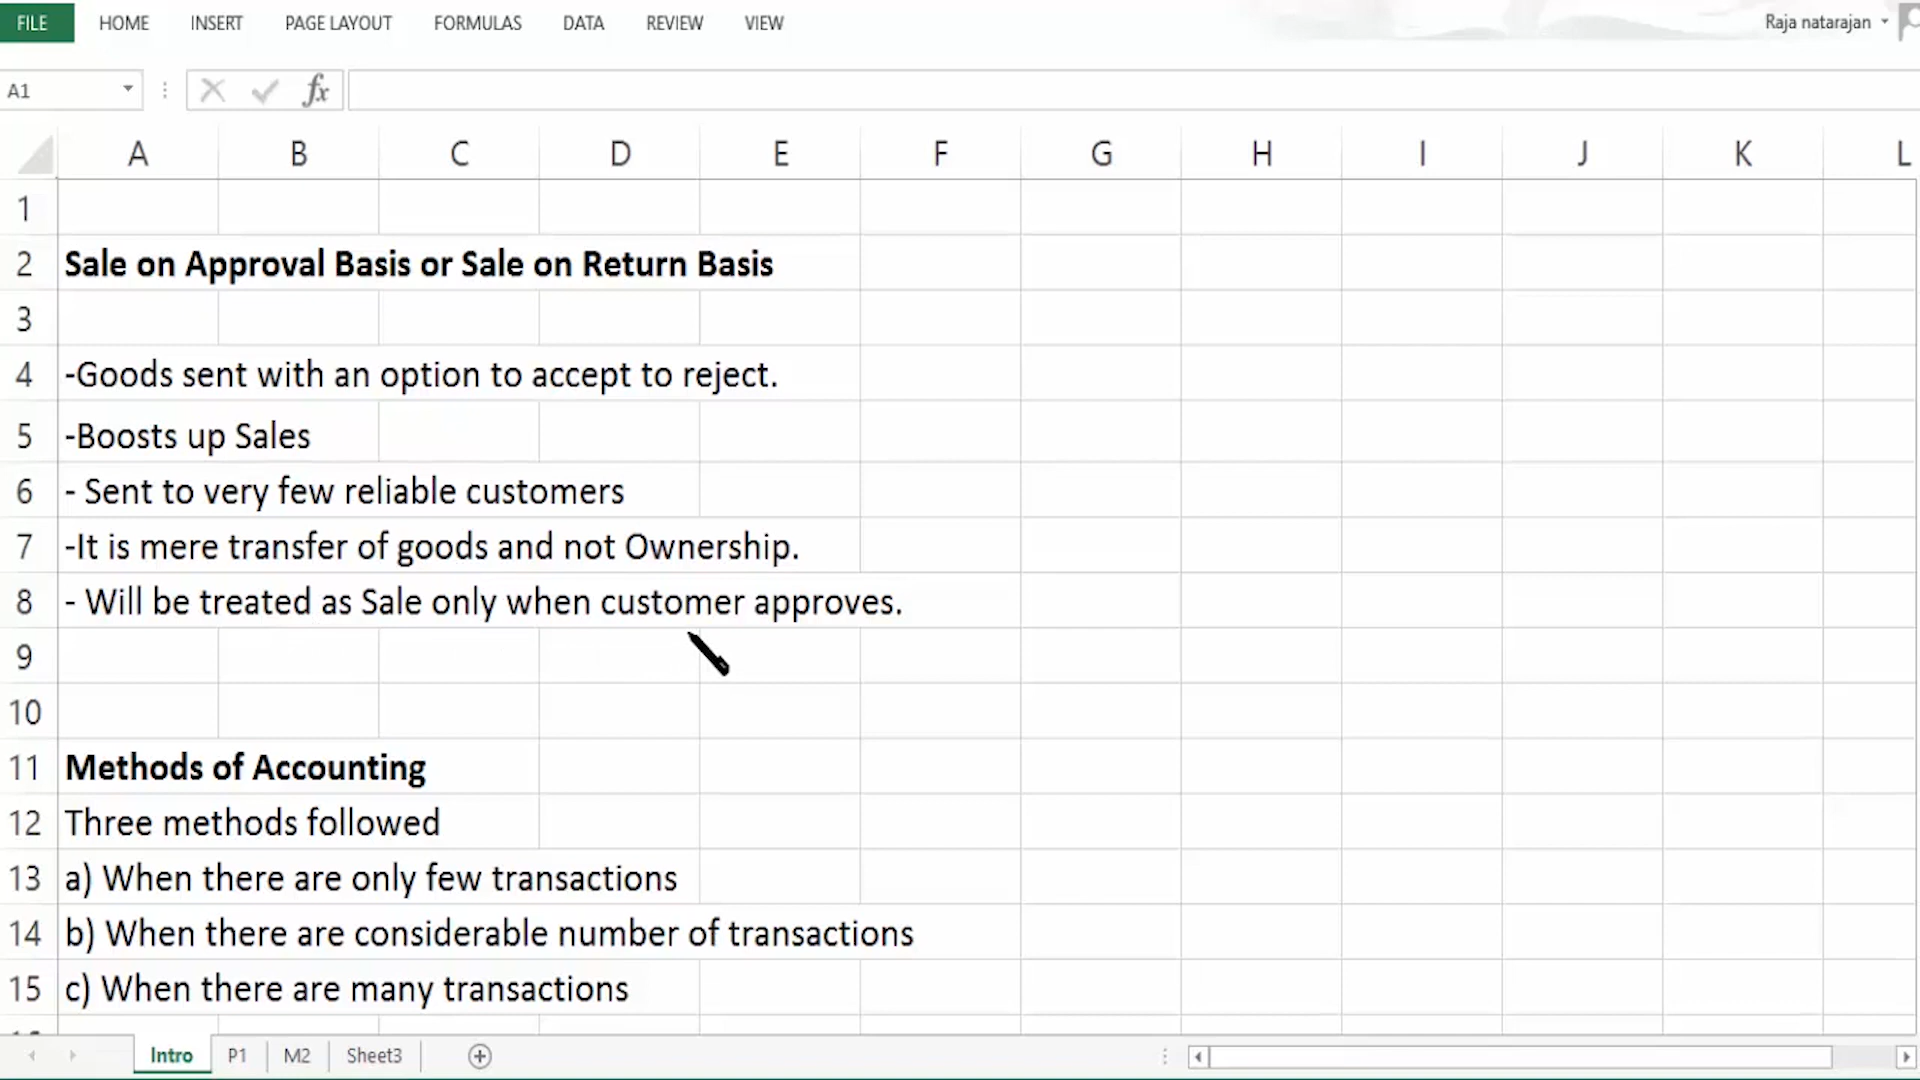 FILE HOME INSERT PAGE LAYOUT FORMULAS DATA REVIEW VIEW Raja natarajan
A1 fx
A B C D E F G H I J K L
1
2 Sale on Approval Basis or Sale on Return Basis
3
4 -Goods sent with an option to accept to reject.
5 -Boosts up Sales
6 - Sent to very few reliable customers
7 -It is mere transfer of goods and not Ownership.
8 - Will be treated as Sale only when customer approves.
9
10
11 Methods of Accounting
12 Three methods followed
13 a) When there are only few transactions
14 b) When there are considerable number of transactions
15 c) When there are many transactions
Intro P1 M2 Sheet3